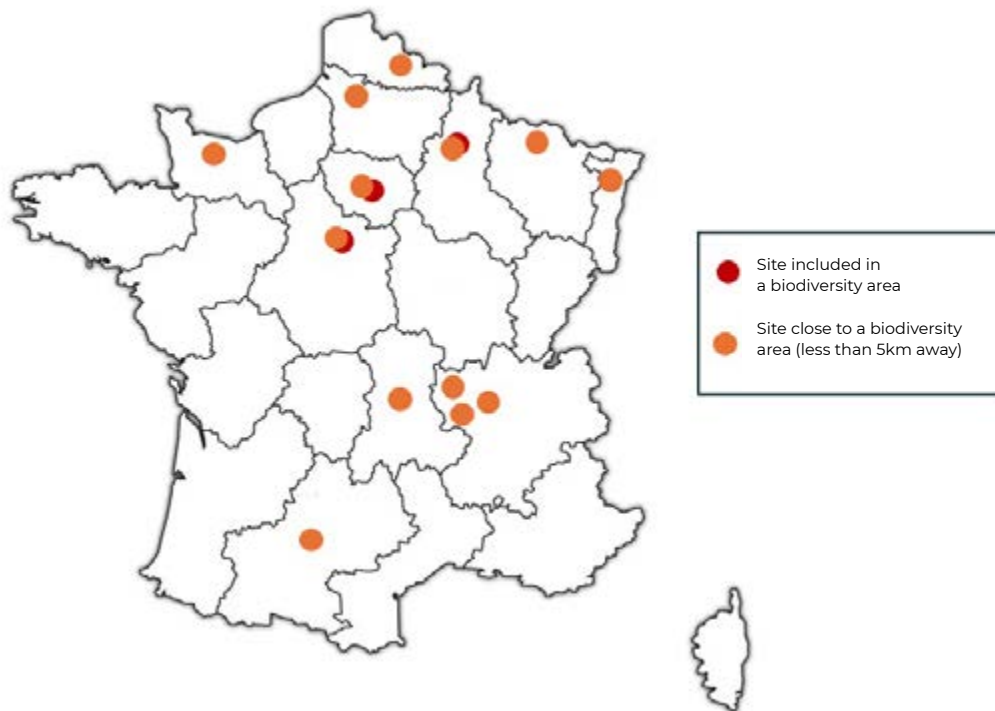 Site included in
a biodiversity area
Site close to a biodiversity
area (less than 5km away)